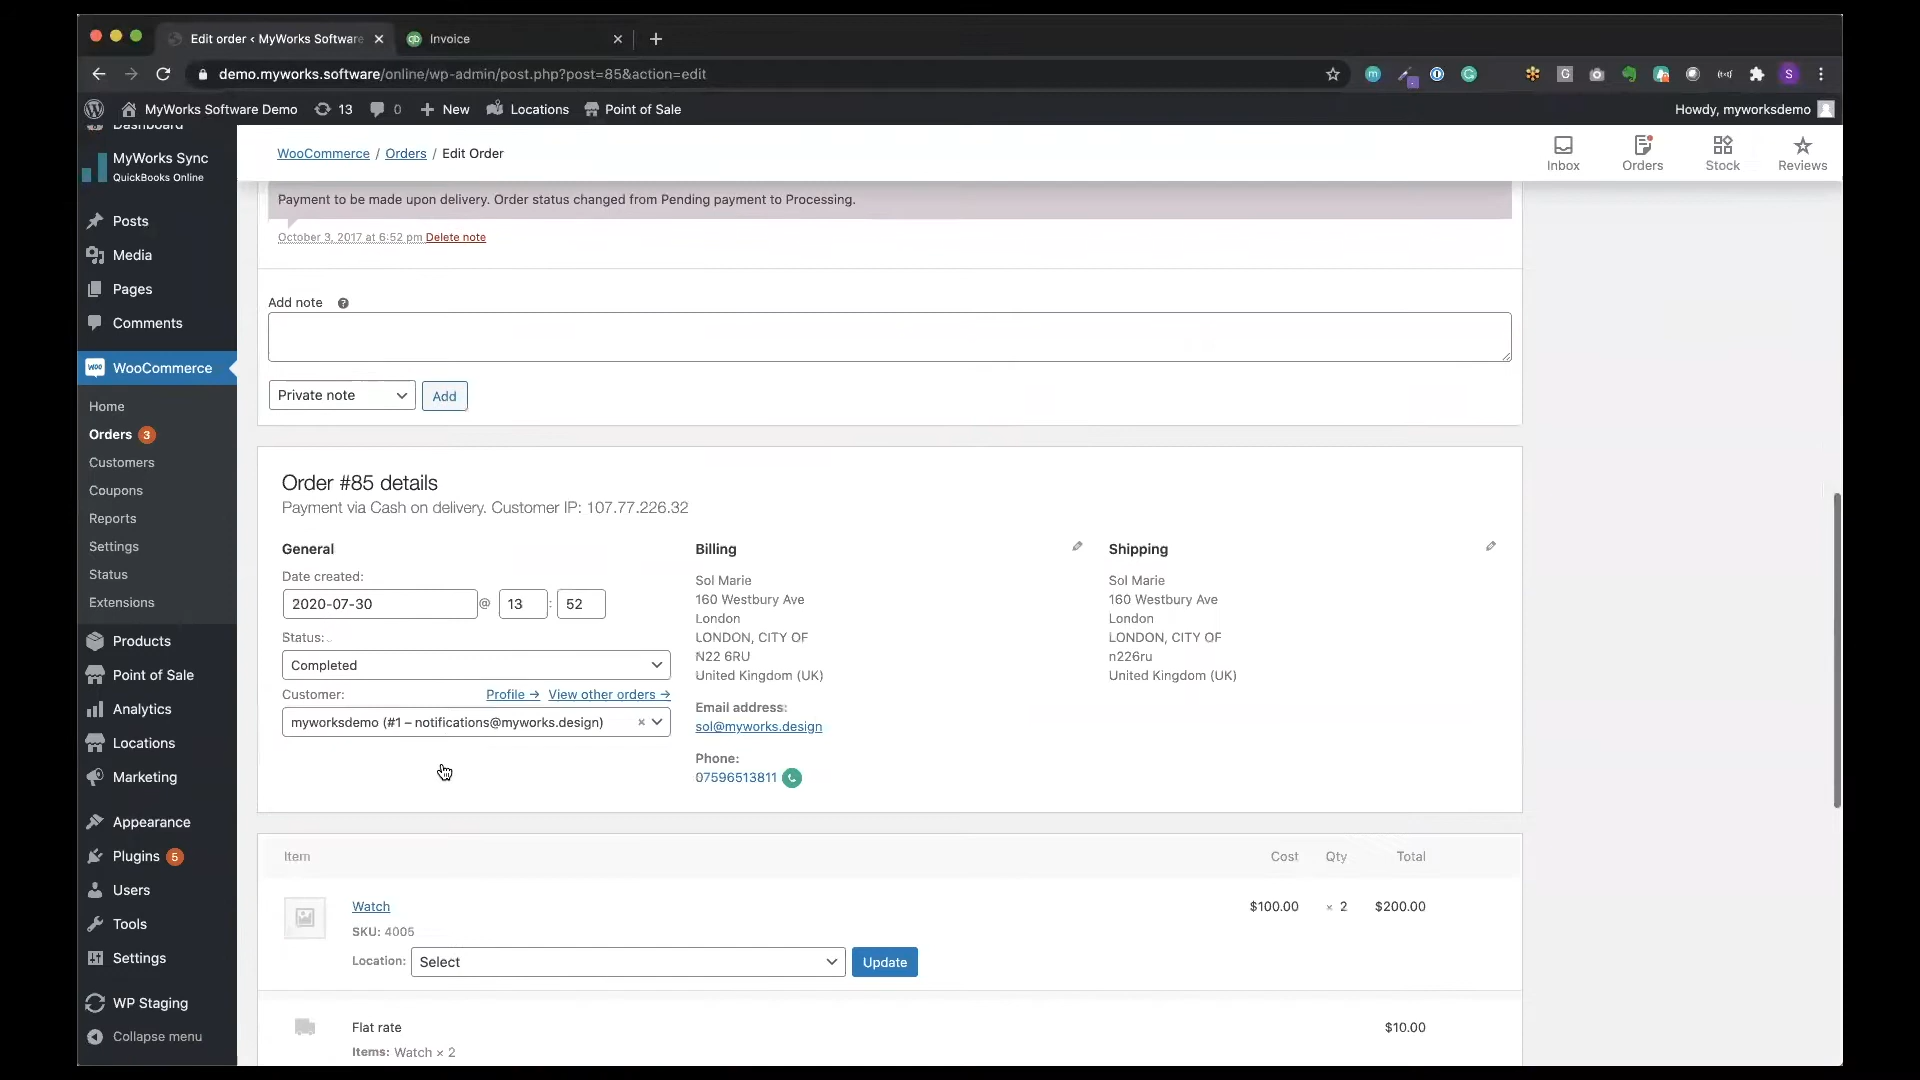 Edit order ‹ MyWorks Software
Invoice
demo.myworks.software/online/wp-admin/post.php?post=85&action=edit
S
MyWorks Software Demo
13
0
New
Locations
Point of Sale
Howdy, myworksdemo
Dashboard
MyWorks Sync
QuickBooks Online
Posts
Media
Pages
Comments
WooCommerce
Home
Orders 3
Customers
Coupons
Reports
Settings
Status
Extensions
Products
Point of Sale
Analytics
Locations
Marketing
Appearance
Plugins 5
Users
Tools
Settings
WP Staging
Collapse menu
WooCommerce / Orders / Edit Order
Inbox
Orders
Stock
Reviews
Payment to be made upon delivery. Order status changed from Pending payment to Processing.
October 3, 2017 at 6:52 pm Delete note
Add note
Private note
Add
Order #85 details
Payment via Cash on delivery. Customer IP: 107.77.226.32
General
Date created:
2020-07-30 @ 13 : 52
Status:
Completed
Customer:
Profile →
View other orders →
myworksdemo (#1 – notifications@myworks.design) ×
Billing
Sol Marie
160 Westbury Ave
London
LONDON, CITY OF
N22 6RU
United Kingdom (UK)
Email address:
sol@myworks.design
Phone:
07596513811
Shipping
Sol Marie
160 Westbury Ave
London
LONDON, CITY OF
n226ru
United Kingdom (UK)
Item
Cost
Qty
Total
Watch
$100.00
× 2
$200.00
SKU: 4005
Location:
Select
Update
Flat rate
$10.00
Items: Watch × 2